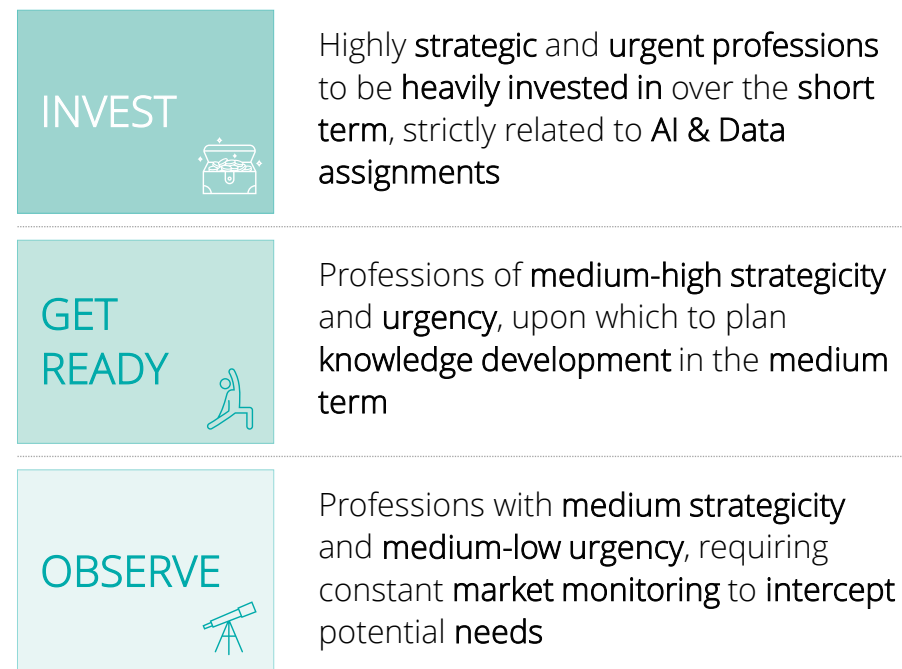 INVEST
Highly strategic and urgent professions
to be heavily invested in over the short
term, strictly related to AI & Data
assignments
GET
READY
Professions of medium-high strategicity
and urgency, upon which to plan
knowledge development in the medium
term
OBSERVE
Professions with medium strategicity
and medium-low urgency, requiring
constant market monitoring to intercept
potential needs